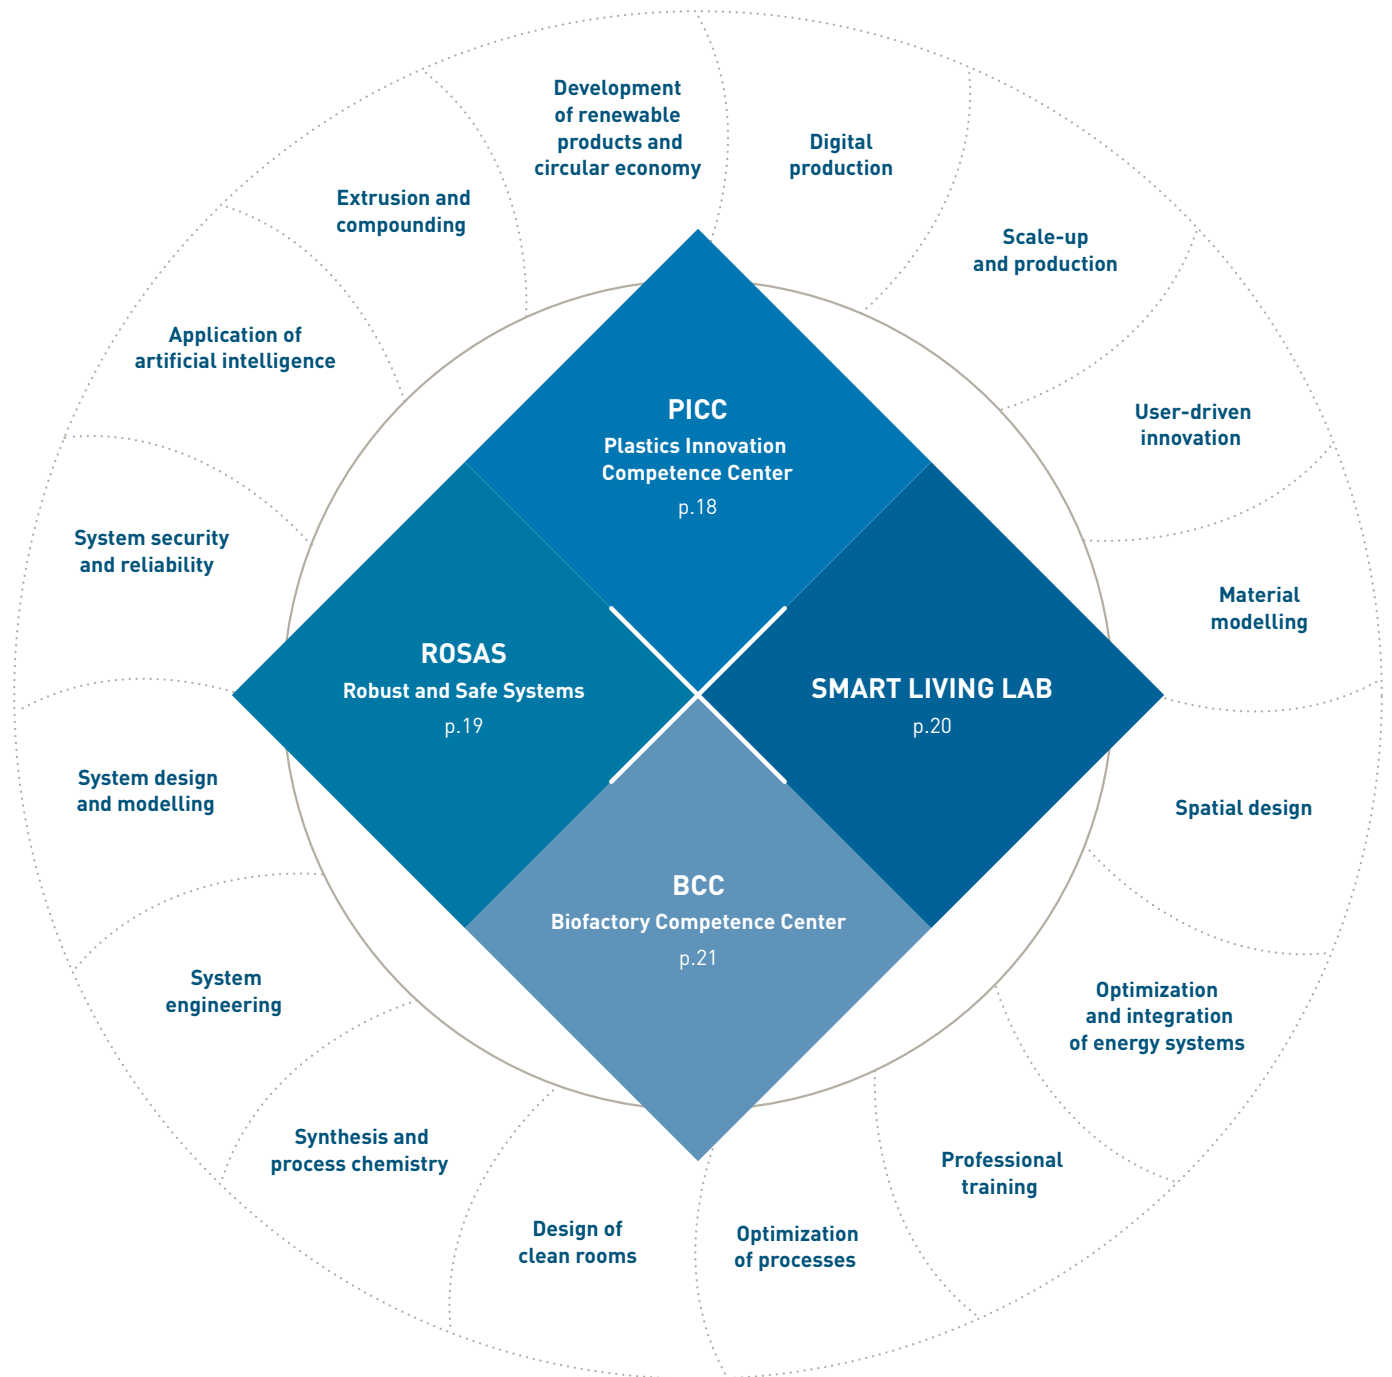 Development
of renewable
products and
circular economy
Digital
production
Extrusion and
compounding
Scale-up
and production
Application of
artificial intelligence
User-driven
innovation
PICC
Plastics Innovation
Competence Center
p.18
System security
and reliability
Material
modelling
ROSAS
Robust and Safe Systems
p.19
SMART LIVING LAB
p.20
System design
and modelling
Spatial design
BCC
Biofactory Competence Center
p.21
System
engineering
Optimization
and integration
of energy systems
Synthesis and
process chemistry
Professional
training
Design of
clean rooms
Optimization
of processes